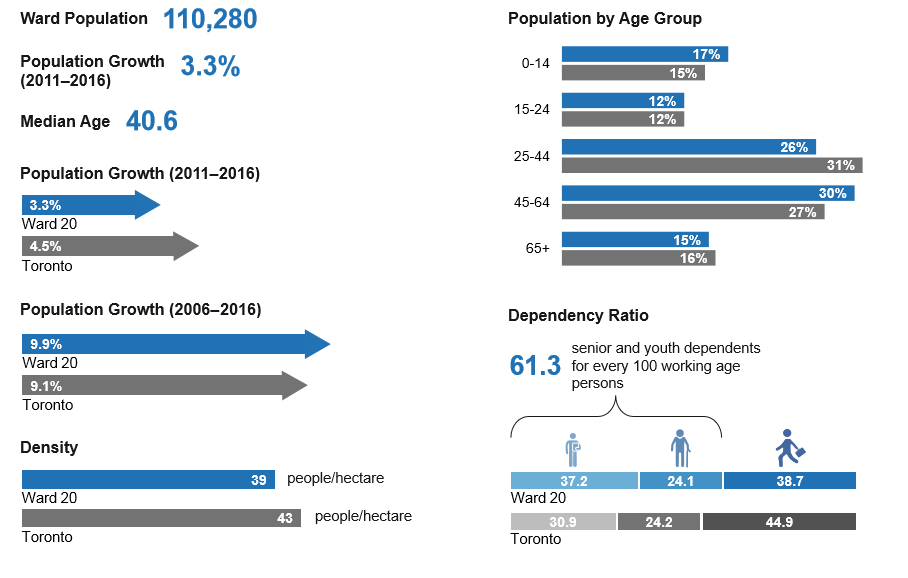 Ward Population 110,280
Population Growth
(2011–2016) 3.3%
Median Age 40.6
Population Growth (2011–2016)
3.3%
Ward 20
4.5%
Toronto
Population Growth (2006–2016)
9.9%
Ward 20
9.1%
Toronto
Density
39 people/hectare
Ward 20
43 people/hectare
Toronto
Population by Age Group
0-14 17%
15%
15-24 12%
12%
25-44 26%
31%
45-64 30%
27%
65+ 15%
16%
Dependency Ratio
61.3
senior and youth dependents
for every 100 working age
persons
37.2 24.1 38.7
Ward 20
30.9 24.2 44.9
Toronto